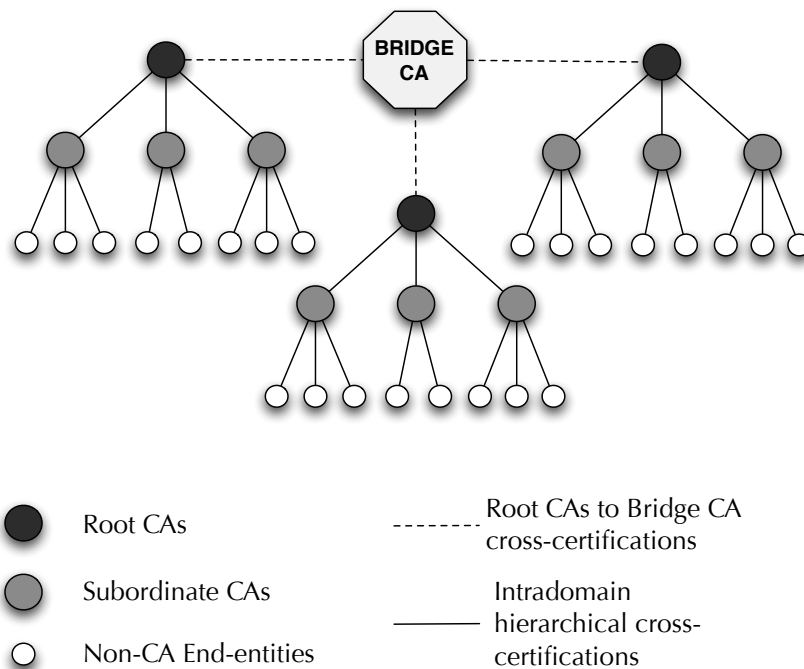 BRIDGE
CA
Root CAs
Root CAs to Bridge CA
cross-certifications
Subordinate CAs
Intradomain
hierarchical cross-
certifications
Non-CA End-entities